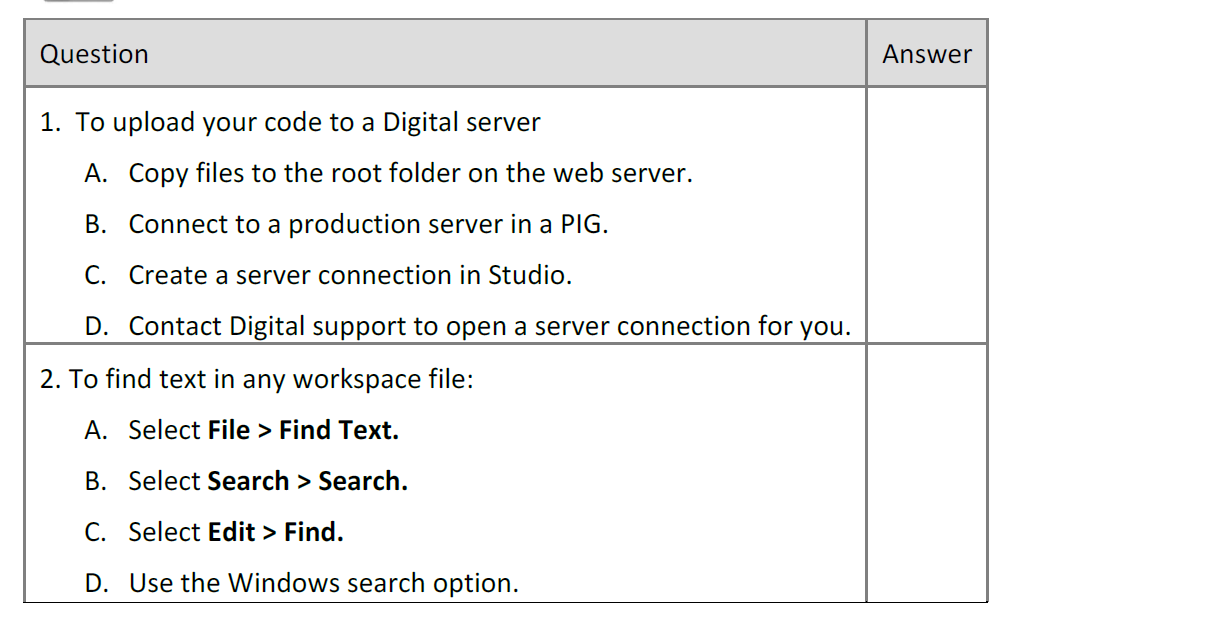 Question Answer
1. To upload your code to a Digital server
A. Copy files to the root folder on the web server.
B. Connect to a production server in a PIG.
C. Create a server connection in Studio.
D. Contact Digital support to open a server connection for you.
2. To find text in any workspace file:
A. Select File > Find Text.
B. Select Search > Search.
C. Select Edit > Find.
D. Use the Windows search option.